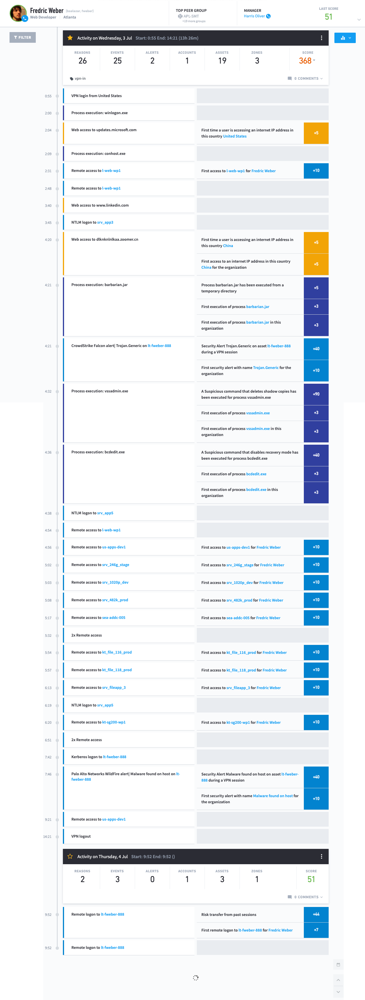 Fredric Weber [bsalazar, fweber]
Web Developer Atlanta
TOP PEER GROUP
APL-SMT
+19 more groups
MANAGER
Harris Oliver
LAST SCORE
51
FILTER
Activity on Wednesday, 3 Jul Start: 0:55 End: 14:21 (13h 26m)
REASONS EVENTS ALERTS ACCOUNTS ASSETS ZONES SCORE
26 25 2 1 19 3 368
vpn-in 0 COMMENTS
0:55 VPN login from United States
2:00 Process execution: winlogon.exe
2:04 Web access to updates.microsoft.com
First time a user is accessing an internet IP address in
this country United States
+5
2:09 Process execution: conhost.exe
2:31 Remote access to l-web-wp1 First access to l-web-wp1 for Fredric Weber +10
2:48 Remote access to l-web-wp1
3:40 Web access to www.linkedin.com
3:45 NTLM logon to srv_app3
4:20 Web access to dlknknlnlkaa.zoomer.cn
First time a user is accessing an internet IP address in
this country China
+5
First access to an internet IP address in this country
China for the organization
+5
4:21 Process execution: barbarian.jar
Process barbarian.jar has been executed from a
temporary directory
+5
First execution of process barbarian.jar +3
First execution of process barbarian.jar in this
organization
+3
4:21 CrowdStrike Falcon alert| Trojan.Generic on lt-fweber-888
Security Alert Trojan.Generic on asset lt-fweber-888
during a VPN session
+40
First security alert with name Trojan.Generic for the
organization
+10
4:32 Process execution: vssadmin.exe
A Suspicious command that deletes shadow copies has
been executed for process vssadmin.exe
+90
First execution of process vssadmin.exe +3
First execution of process vssadmin.exe in this
organization
+3
4:36 Process execution: bcdedit.exe
A Suspicious command that disables recovery mode has
been executed for process bcdedit.exe
+40
First execution of process bcdedit.exe +3
First execution of process bcdedit.exe in this
organization
+3
4:38 NTLM logon to srv_app5
4:54 Remote access to l-web-wp1
4:56 Remote access to us-apps-dev1 First access to us-apps-dev1 for Fredric Weber +10
5:02 Remote access to srv_246g_stage First access to srv_246g_stage for Fredric Weber +10
5:03 Remote access to srv_1020p_dev First access to srv_1020p_dev for Fredric Weber +10
5:08 Remote access to srv_482k_prod First access to srv_482k_prod for Fredric Weber +10
5:17 Remote access to sea-addc-005 First access to sea-addc-005 for Fredric Weber +10
5:32 2x Remote access
5:54 Remote access to kt_file_116_prod First access to kt_file_116_prod for Fredric Weber +10
5:57 Remote access to kt_file_118_prod First access to kt_file_118_prod for Fredric Weber +10
6:13 Remote access to srv_fileapp_3 First access to srv_fileapp_3 for Fredric Weber +10
6:19 NTLM logon to srv_app5
6:20 Remote access to kt-sg200-wp1 First access to kt-sg200-wp1 for Fredric Weber +10
6:51 2x Remote access
7:42 Kerberos logon to lt-fweber-888
7:46 Palo Alto Networks WildFire alert| Malware found on host on lt-
fweber-888
Security Alert Malware found on host on asset lt-fweber-
888 during a VPN session
+40
First security alert with name Malware found on host for
the organization
+10
9:21 Remote access to us-apps-dev1
14:21 VPN logout
Activity on Thursday, 4 Jul Start: 9:52 End: 9:52 ()
REASONS EVENTS ALERTS ACCOUNTS ASSETS ZONES SCORE
2 3 0 1 3 1 51
0 COMMENTS
9:52 Remote logon to lt-fweber-888 Risk transfer from past sessions +44
First remote logon to lt-fweber-888 for Fredric Weber +7
9:52 Remote logon to lt-fweber-888